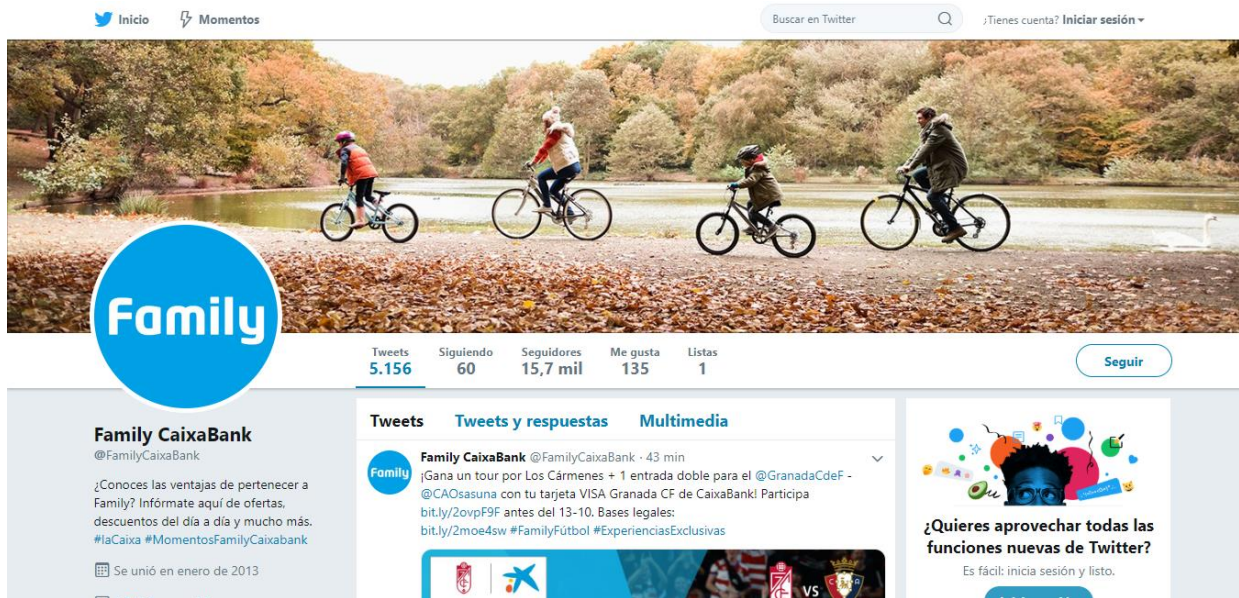 Inicio
Momentos
Buscar en Twitter
¿Tienes cuenta? Iniciar sesión
Family
Tweets
5.156
Siguiendo
60
Seguidores
15,7 mil
Me gusta
135
Listas
1
Seguir
Family CaixaBank
@FamilyCaixaBank
¿Conoces las ventajas de pertenecer a
Family? Infórmate aquí de ofertas,
descuentos del día a día y mucho más.
#laCaixa #MomentosFamilyCaixabank
Se unió en enero de 2013
Tweets
Tweets y respuestas
Multimedia
Family
Family CaixaBank @FamilyCaixaBank · 43 min
¡Gana un tour por Los Cármenes + 1 entrada doble para el @GranadaCdeF -
@CAOsasuna con tu tarjeta VISA Granada CF de CaixaBank! Participa
bit.ly/2ovpF9F antes del 13-10. Bases legales:
bit.ly/2moe4sw #FamilyFútbol #ExperienciasExclusivas
VS
¿Quieres aprovechar todas las
funciones nuevas de Twitter?
Es fácil: inicia sesión y listo.